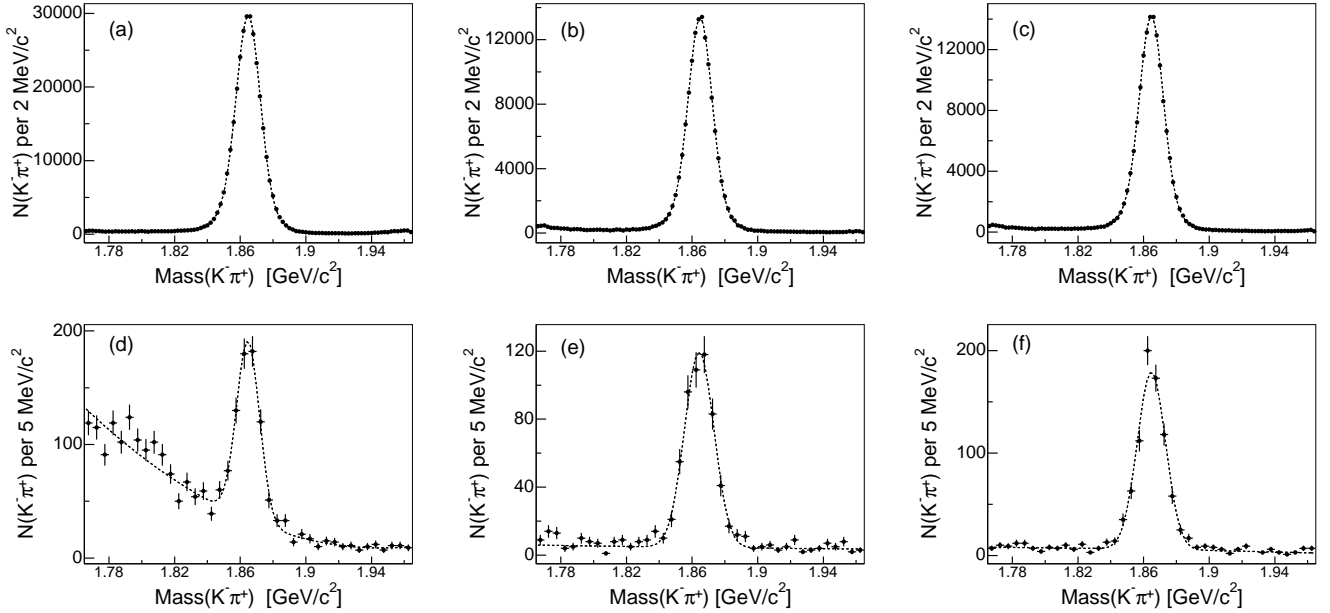 (a)
N(K⁻π⁺) per 2 MeV/c²
30000
20000
10000
0
1.78 1.82 1.86 1.9 1.94
Mass(K⁻π⁺) [GeV/c²]
(b)
N(K⁻π⁺) per 2 MeV/c²
12000
8000
4000
0
1.78 1.82 1.86 1.9 1.94
Mass(K⁻π⁺) [GeV/c²]
(c)
N(K⁻π⁺) per 2 MeV/c²
12000
8000
4000
0
1.78 1.82 1.86 1.9 1.94
Mass(K⁻π⁺) [GeV/c²]
(d)
N(K⁻π⁺) per 5 MeV/c²
200
100
0
1.78 1.82 1.86 1.9 1.94
Mass(K⁻π⁺) [GeV/c²]
(e)
N(K⁻π⁺) per 5 MeV/c²
120
80
40
0
1.78 1.82 1.86 1.9 1.94
Mass(K⁻π⁺) [GeV/c²]
(f)
N(K⁻π⁺) per 5 MeV/c²
200
100
0
1.78 1.82 1.86 1.9 1.94
Mass(K⁻π⁺) [GeV/c²]